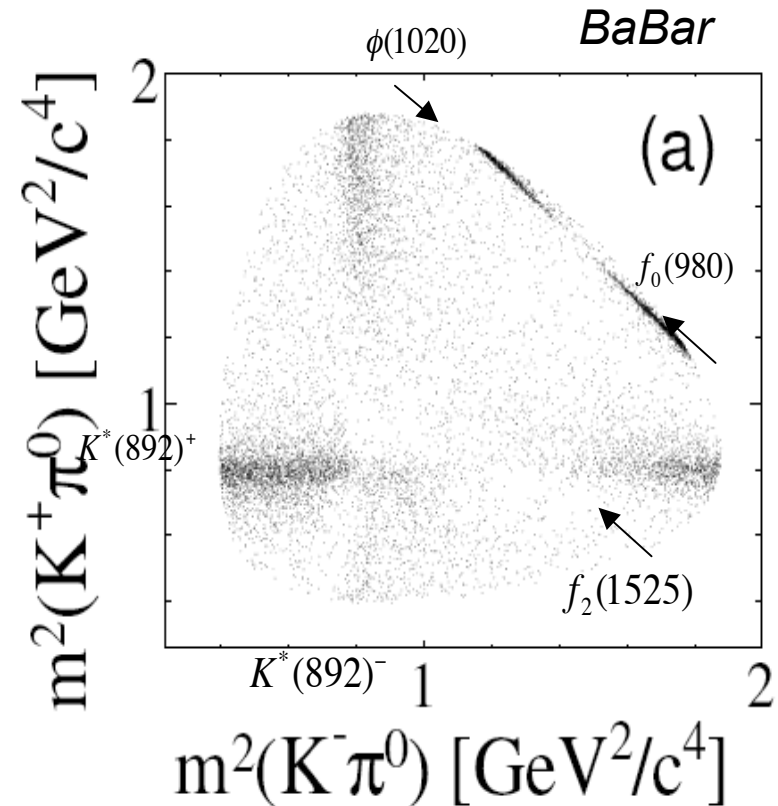 BaBar
ϕ(1020)
2
(a)
f₀(980)
1
K*(892)⁺
f₂(1525)
K*(892)⁻
1
2
m²(K⁺π⁰) [GeV²/c⁴]
m²(K⁻π⁰) [GeV²/c⁴]